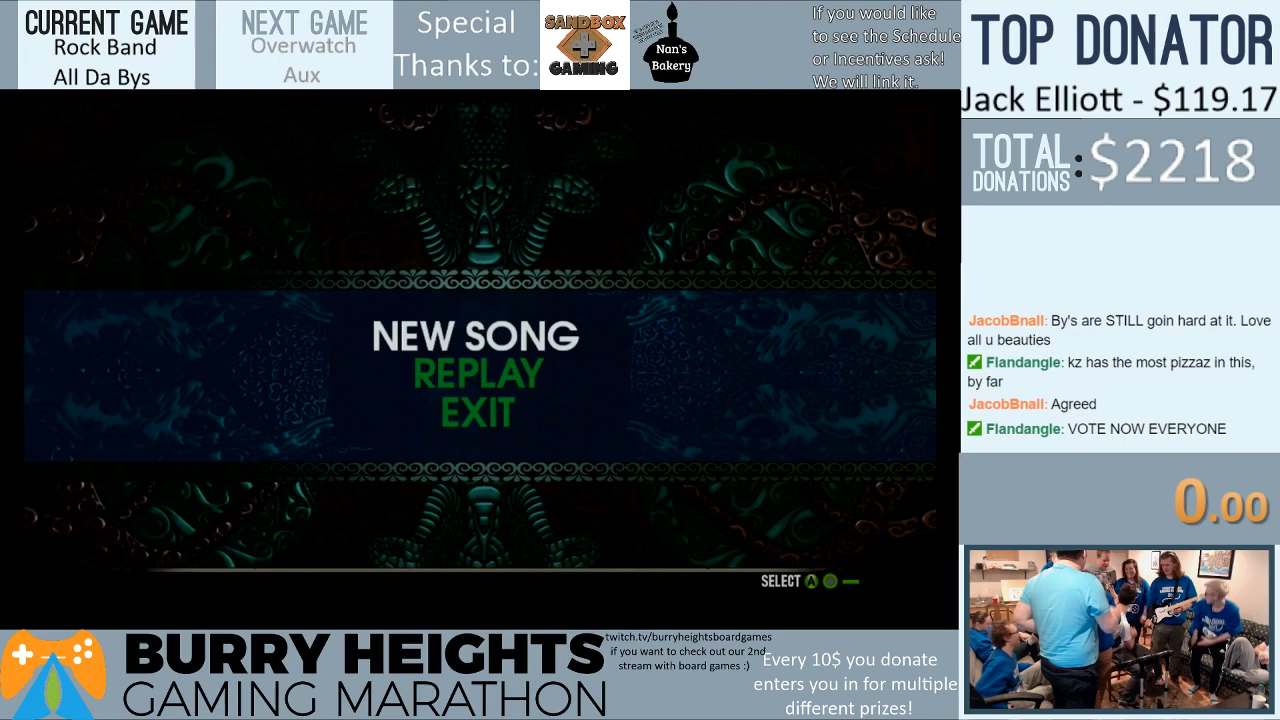 CURRENT GAME
Rock Band
All Da Bys
NEXT GAME
Overwatch
Aux
Special
Thanks to:
SANDBOX
GAMING
Nan's
Bakery
If you would like
to see the Schedule
or Incentives ask!
We will link it.
TOP DONATOR
Jack Elliott - $119.17
TOTAL
DONATIONS
: $2218
NEW SONG
REPLAY
EXIT
SELECT A
JacobBnall: By's are STILL goin hard at it. Love
all u beauties
Flandangle: kz has the most pizzaz in this,
by far
JacobBnall: Agreed
Flandangle: VOTE NOW EVERYONE
0.00
BURRY HEIGHTS
GAMING MARATHON
twitch.tv/burryheightsboardgames
if you want to check out our 2nd
stream with board games :)
Every 10$ you donate
enters you in for multiple
different prizes!